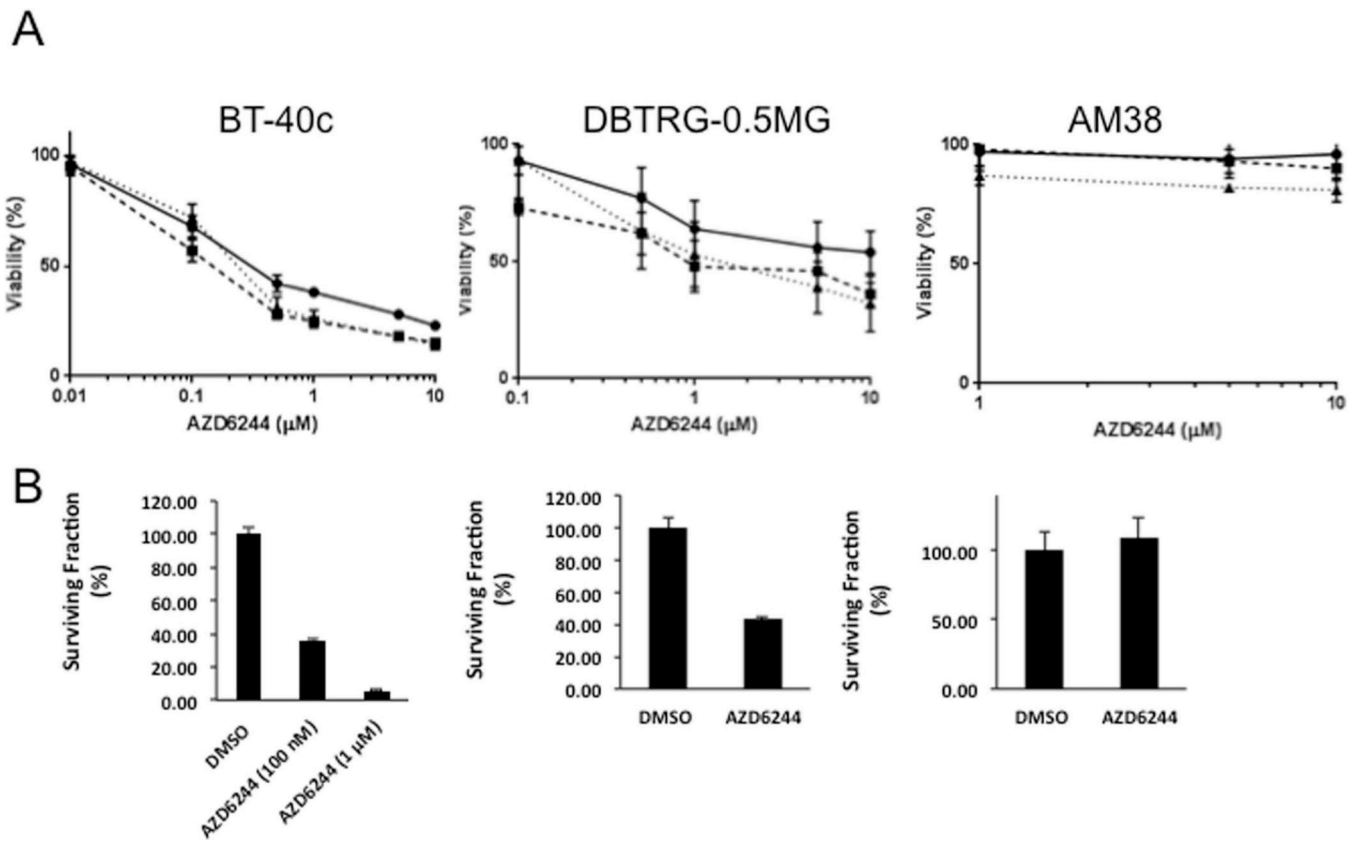 A
BT-40c
DBTRG-0.5MG
AM38
Viability (%)
100
50
0
0.01
0.1
1
10
AZD6244 (μM)
Viability (%)
100
50
0
0.1
1
10
AZD6244 (μM)
Viability (%)
100
50
0
1
10
AZD6244 (μM)
B
Surviving Fraction
(%)
120.00
100.00
80.00
60.00
40.00
20.00
0.00
DMSO
AZD6244 (100 nM)
AZD6244 (1 μM)
Surviving Fraction
(%)
120.00
100.00
80.00
60.00
40.00
20.00
0.00
DMSO
AZD6244
Surviving Fraction
(%)
100.00
50.00
0.00
DMSO
AZD6244